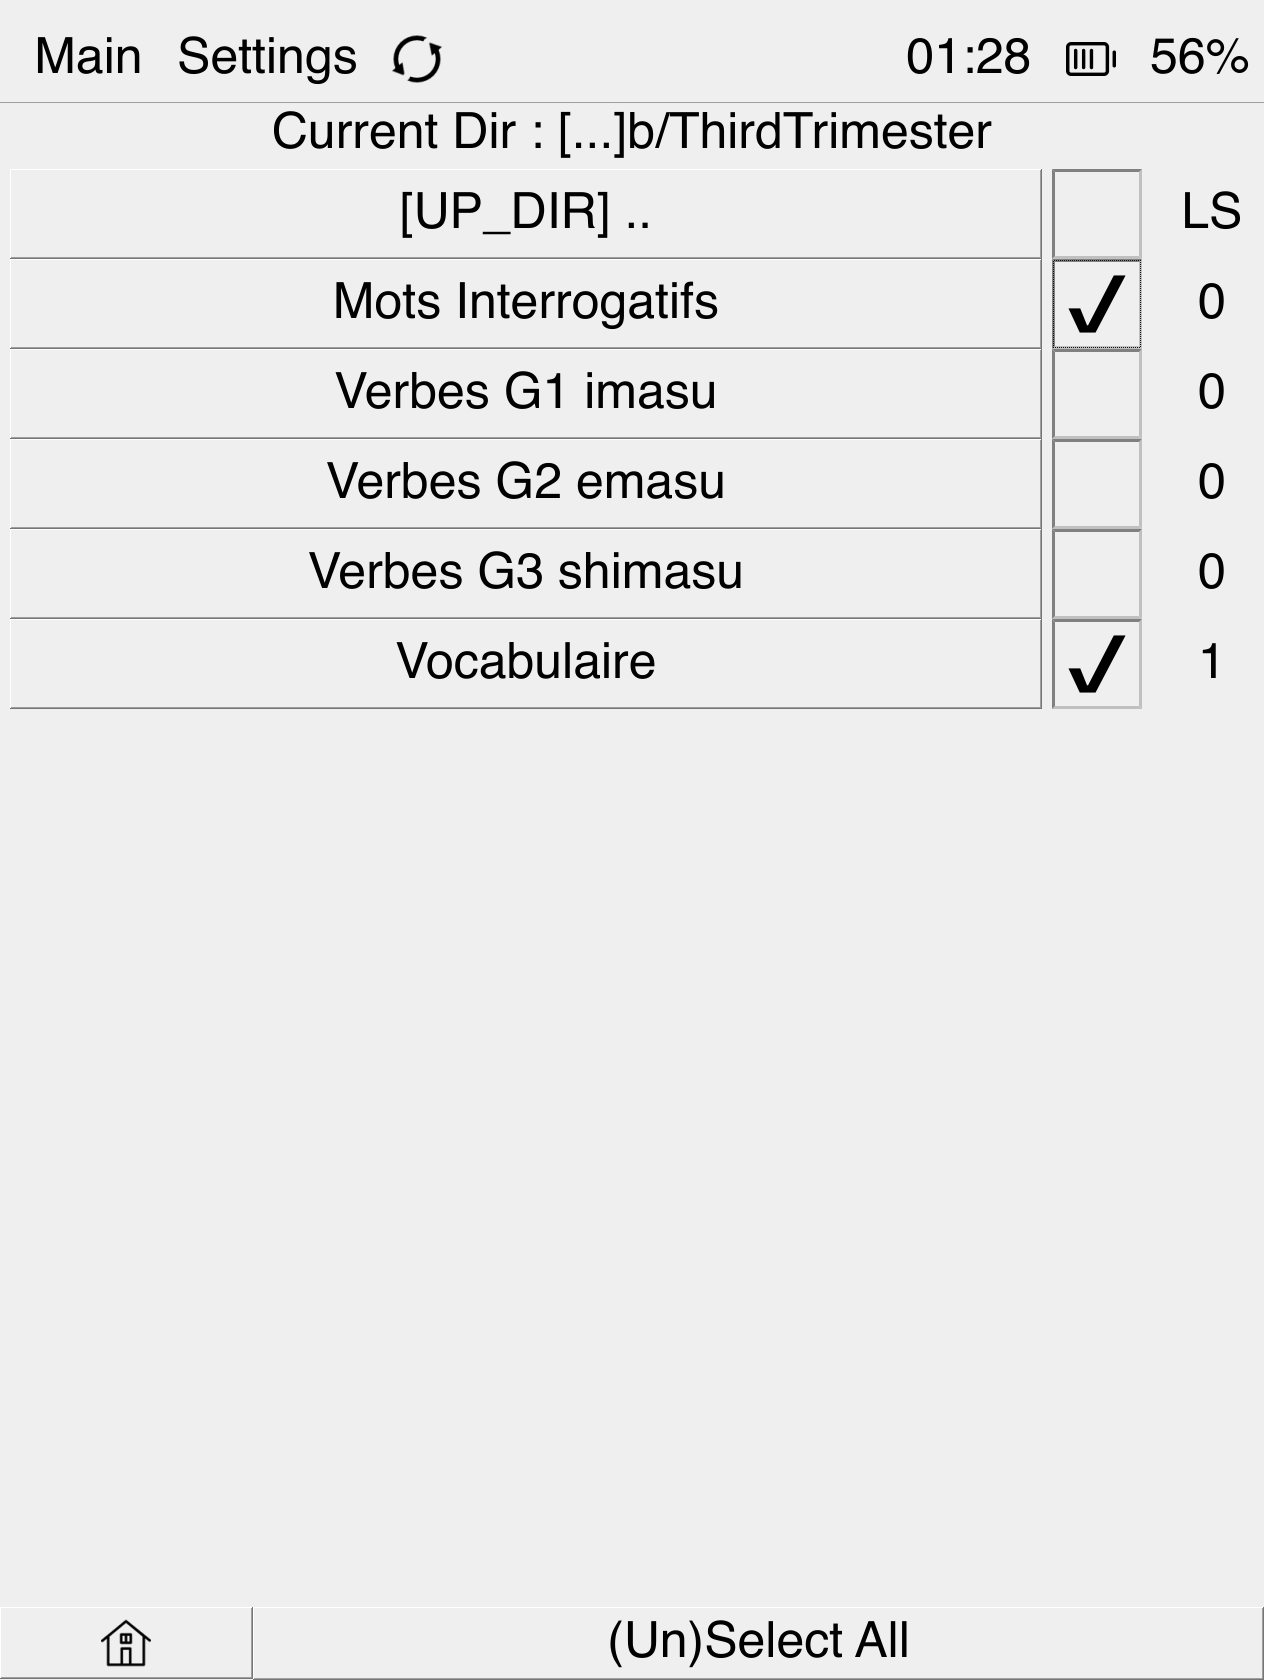 Main Settings 01:28 56%
Current Dir : [...]b/ThirdTrimester
[UP_DIR] .. LS
Mots Interrogatifs 0
Verbes G1 imasu 0
Verbes G2 emasu 0
Verbes G3 shimasu 0
Vocabulaire 1
(Un)Select All